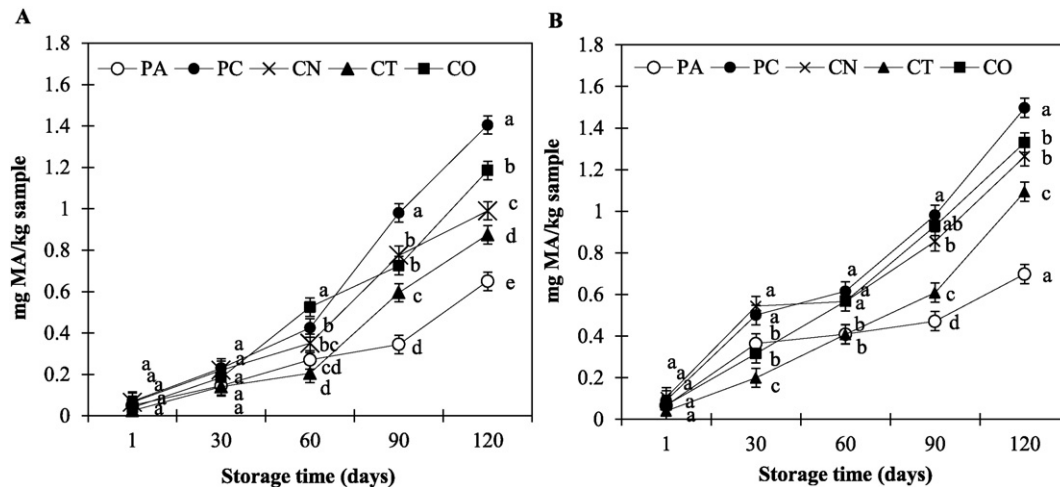 A
mg MA/kg sample
1.8
1.6
1.4
1.2
1
0.8
0.6
0.4
0.2
0
PA PC CN CT CO
a
a
a
a
a
a
a
a
a
a
a
b
bc
cd
d
a
b
b
c
d
a
b
c
d
e
1 30 60 90 120
Storage time (days)
B
mg MA/kg sample
1.8
1.6
1.4
1.2
1
0.8
0.6
0.4
0.2
0
PA PC CN CT CO
a
a
a
a
a
a
a
b
b
c
a
a
a
b
b
a
ab
b
c
d
a
b
b
c
a
1 30 60 90 120
Storage time (days)